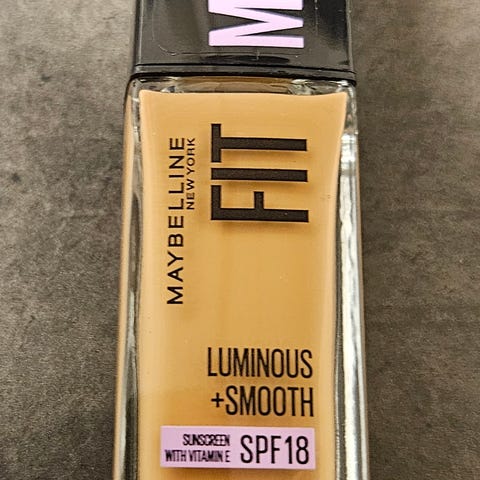 M
FIT
MAYBELLINE
NEW YORK
LUMINOUS
+SMOOTH
SUNSCREEN
WITH VITAMIN E
SPF18